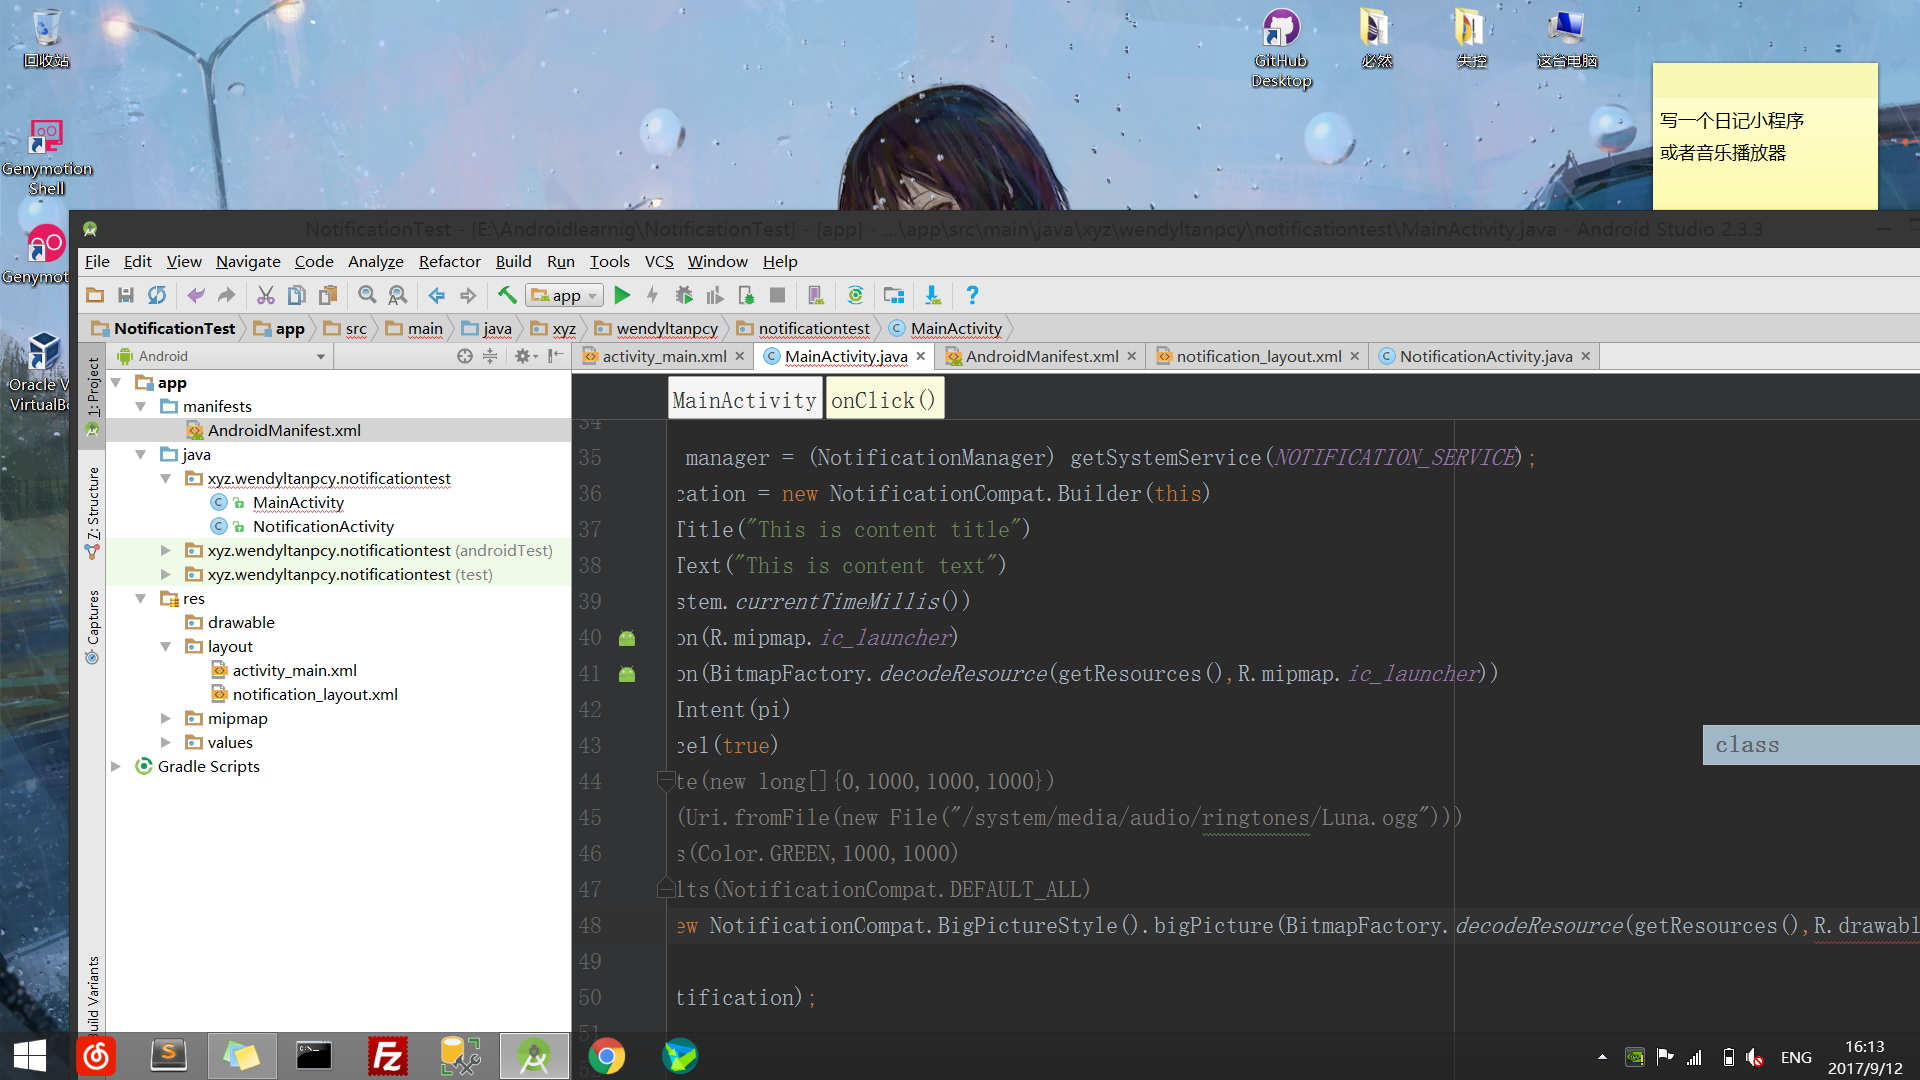 回收站
GitHub
Desktop
必然
失控
这台电脑
写一个日记小程序
或者音乐播放器
Genymotion
Shell
Genymot
Oracle V
VirtualB
NotificationTest - [E:\Androidlearnig\NotificationTest] - [app] - ...\app\src\main\java\xyz\wendyltanpcy\notificationtest\MainActivity.java - Android Studio 2.3.3
File Edit View Navigate Code Analyze Refactor Build Run Tools VCS Window Help
app
NotificationTest app src main java xyz wendyltanpcy notificationtest MainActivity
Android
activity_main.xml MainActivity.java AndroidManifest.xml notification_layout.xml NotificationActivity.java
1: Project
Z: Structure
Captures
uild Variants
app
manifests
AndroidManifest.xml
java
xyz.wendyltanpcy.notificationtest
MainActivity
NotificationActivity
xyz.wendyltanpcy.notificationtest (androidTest)
xyz.wendyltanpcy.notificationtest (test)
res
drawable
layout
activity_main.xml
notification_layout.xml
mipmap
values
Gradle Scripts
MainActivity onClick()
34
35 manager = (NotificationManager) getSystemService(NOTIFICATION_SERVICE);
36 cation = new NotificationCompat.Builder(this)
37 Title("This is content title")
38 Text("This is content text")
39 stem.currentTimeMillis())
40 on(R.mipmap.ic_launcher)
41 on(BitmapFactory.decodeResource(getResources(),R.mipmap.ic_launcher))
42 Intent(pi)
43 cel(true)
44 te(new long[]{0,1000,1000,1000})
45 (Uri.fromFile(new File("/system/media/audio/ringtones/Luna.ogg")))
46 s(Color.GREEN,1000,1000)
47 lts(NotificationCompat.DEFAULT_ALL)
48 ew NotificationCompat.BigPictureStyle().bigPicture(BitmapFactory.decodeResource(getResources(),R.drawabl
49
50 tification);
51
class
ENG
16:13
2017/9/12